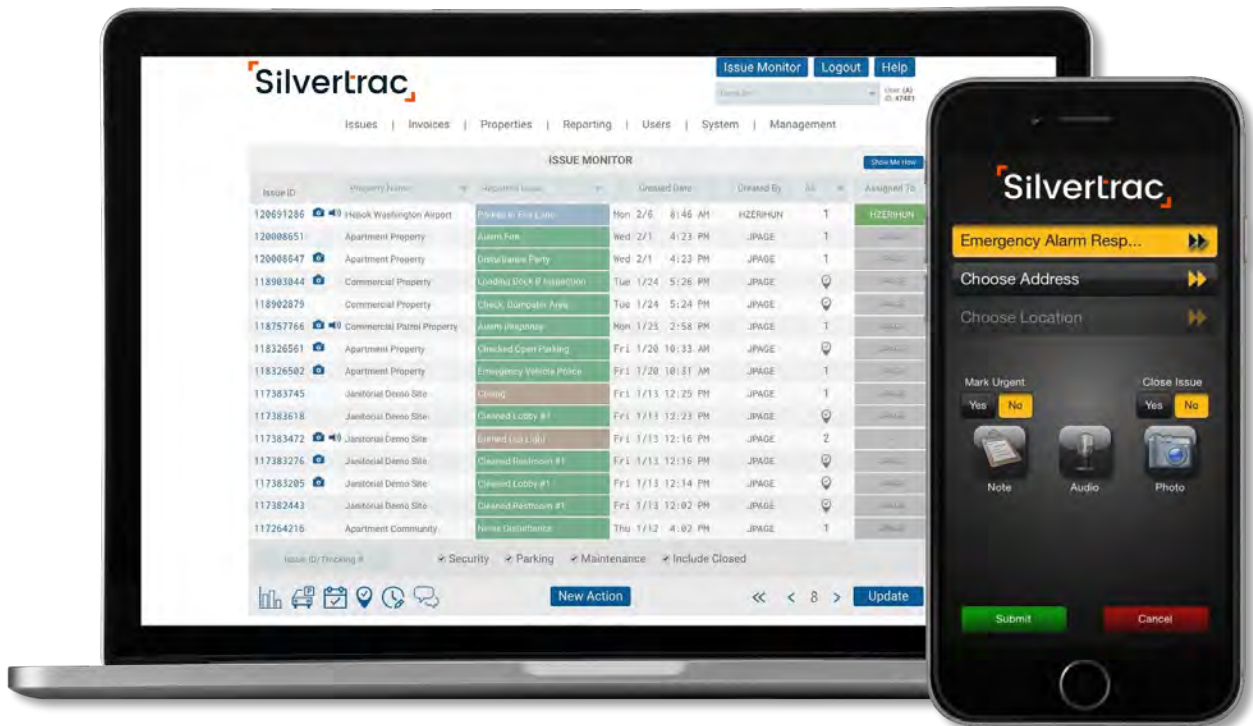 Silvertrac
Issue Monitor Logout Help
User (A)
ID: 47481
Issues | Invoices | Properties | Reporting | Users | System | Management
ISSUE MONITOR
Show Me How
Issue ID Property Name Reported Issue Created Date Created By All Assigned To
120691286 Washington Airport Parked in Fire Lane Mon 2/6 8:46 AM HZERIHUN 1 HZERIHUN
120008651 Apartment Property Alarm Fire Wed 2/1 4:23 PM JPAGE 1
120008647 Apartment Property Disturbance Party Wed 2/1 4:23 PM JPAGE 1
118903044 Commercial Property Loading Dock B Inspection Tue 1/24 5:26 PM JPAGE
118902879 Commercial Property Check, Dumpster Area Tue 1/24 5:24 PM JPAGE
118757766 Commercial Patrol Property Alarm Response Mon 1/23 2:58 PM JPAGE 1
118326561 Apartment Property Checked Open Parking Fri 1/20 10:33 AM JPAGE
118326502 Apartment Property Emergency Vehicle Police Fri 1/20 10:31 AM JPAGE 1
117383745 Janitorial Demo Site Fri 1/13 12:25 PM JPAGE 1
117383618 Janitorial Demo Site Cleaned Lobby #1 Fri 1/13 12:23 PM JPAGE
117383472 Janitorial Demo Site Burned Out Light Fri 1/13 12:16 PM JPAGE 2
117383276 Janitorial Demo Site Cleaned Restroom #1 Fri 1/13 12:16 PM JPAGE
117383205 Janitorial Demo Site Cleaned Lobby #1 Fri 1/13 12:14 PM JPAGE
117382443 Janitorial Demo Site Cleaned Restroom #1 Fri 1/13 12:02 PM JPAGE
117264216 Apartment Community Noise Disturbance Thu 1/12 4:02 PM JPAGE 1
Issue ID/Tracking # Security Parking Maintenance Include Closed
New Action << < 8 > Update
Silvertrac
Emergency Alarm Resp...
Choose Address
Choose Location
Mark Urgent Close Issue
Yes No Yes No
Note Audio Photo
Submit Cancel